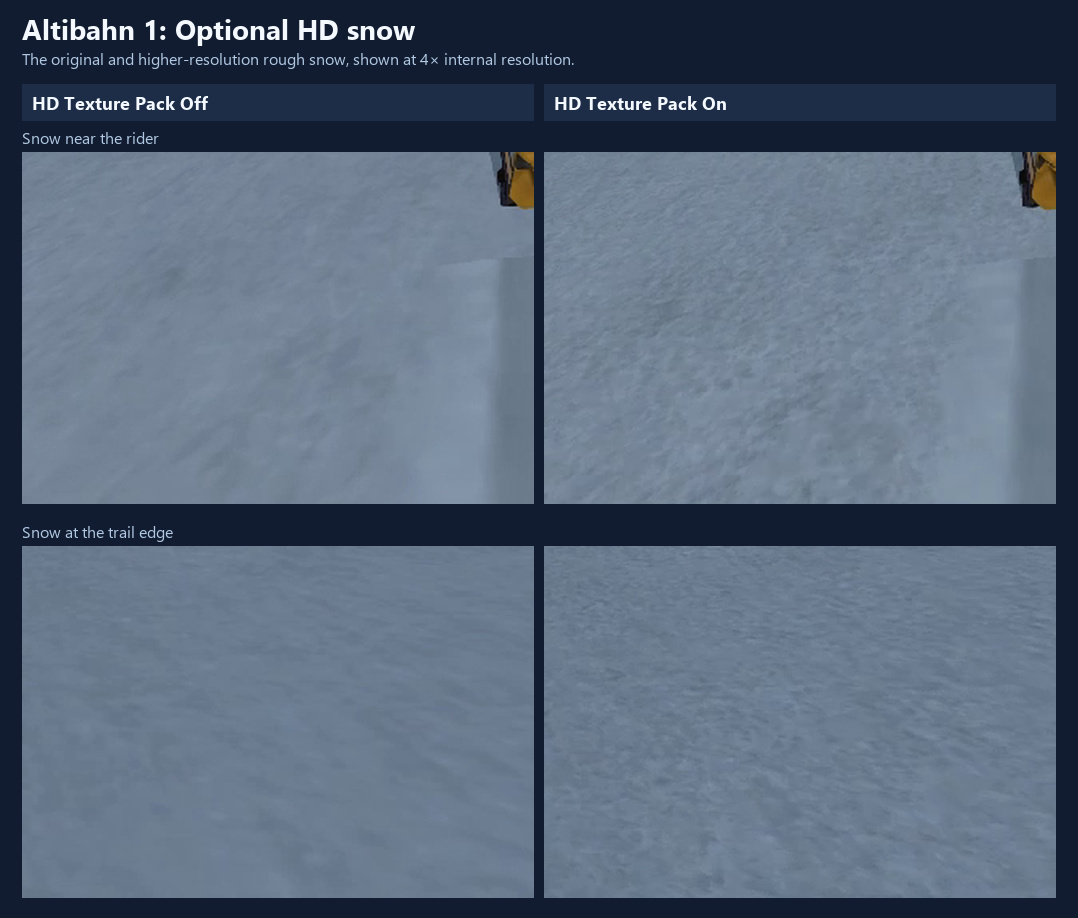 Altibahn 1: Optional HD snow
The original and higher-resolution rough snow, shown at 4× internal resolution.
HD Texture Pack Off
HD Texture Pack On
Snow near the rider
Snow at the trail edge